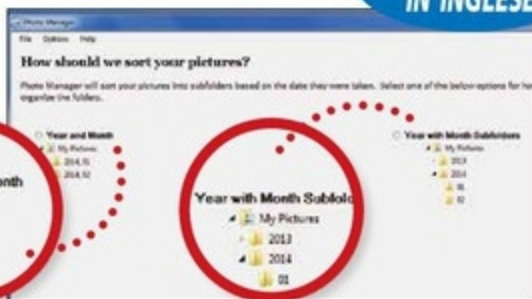 IN INGLESE
Photo Manager
File Options Help
How should we sort your pictures?
Photo Manager will sort your pictures into subfolders based on the date they were taken. Select one of the below options for how
organize the folders.
Year and Month
My Pictures
2014, 01
2014, 02
onth
Year with Month Subfolders
My Pictures
2013
2014
01
02
Year with Month Subfold
My Pictures
2013
2014
01